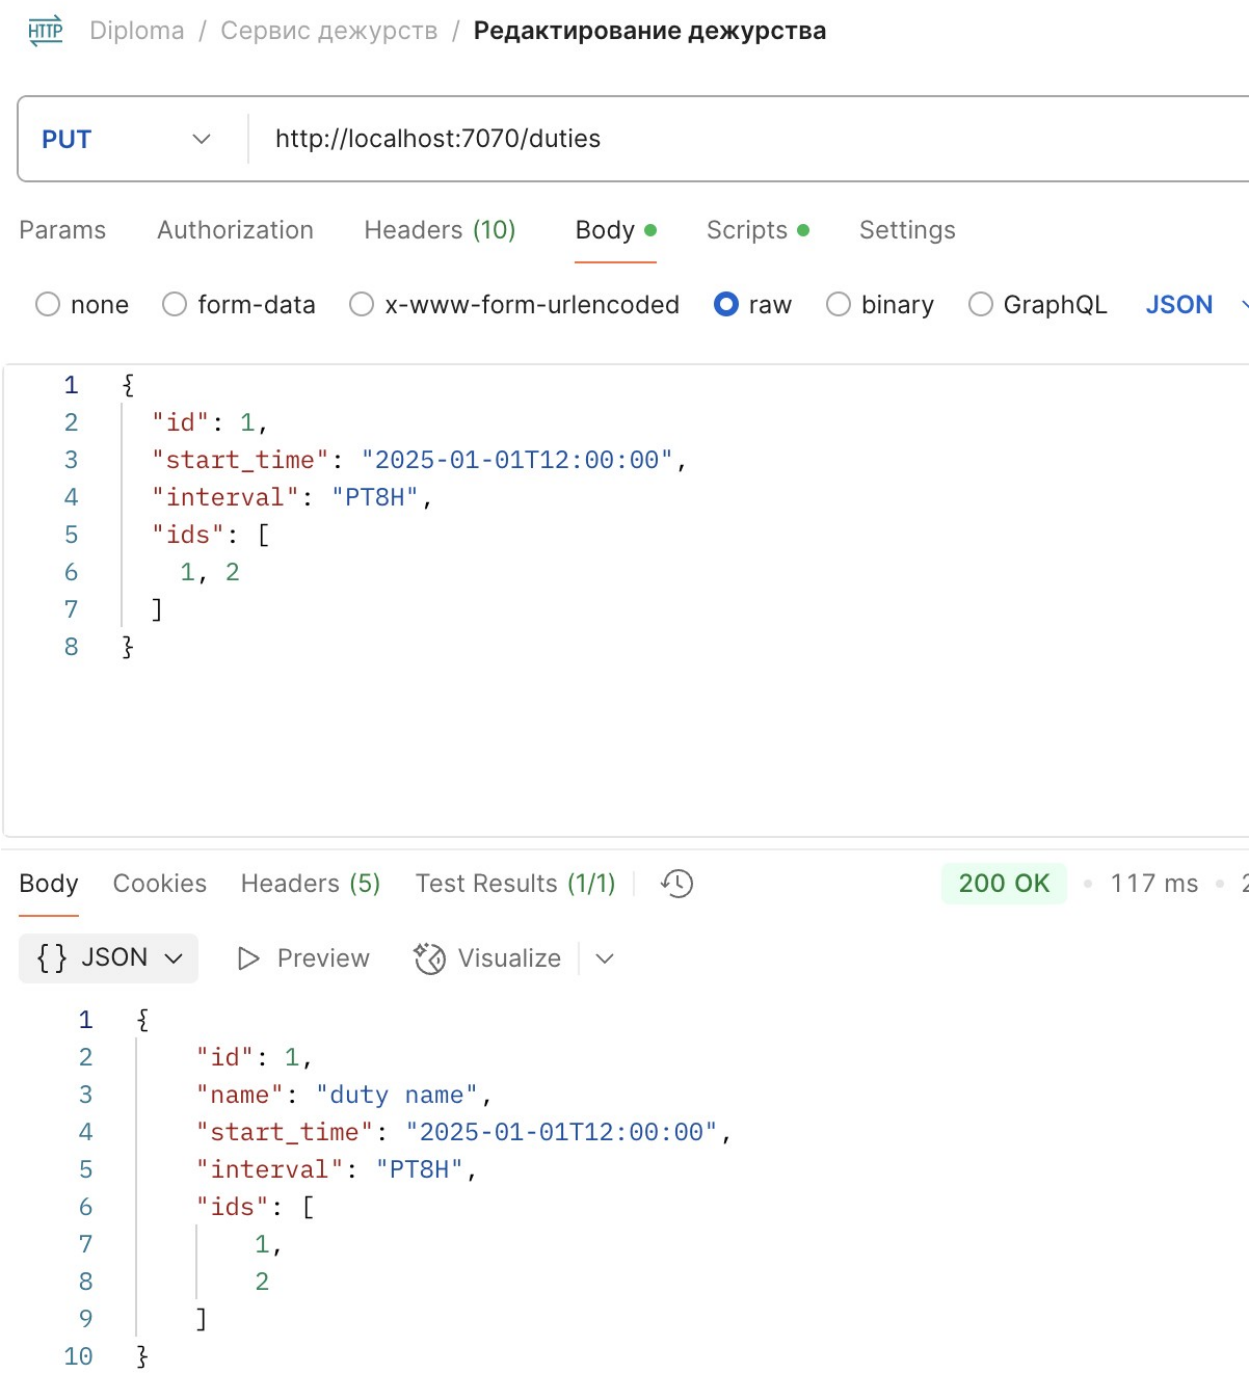 HTTP Diploma / Сервис дежурств / Редактирование дежурства
PUT http://localhost:7070/duties
Params Authorization Headers (10) Body Scripts Settings
none form-data x-www-form-urlencoded raw binary GraphQL JSON
1 {
2 "id": 1,
3 "start_time": "2025-01-01T12:00:00",
4 "interval": "PT8H",
5 "ids": [
6 1, 2
7 ]
8 }
Body Cookies Headers (5) Test Results (1/1) 200 OK • 117 ms •
{} JSON Preview Visualize
1 {
2 "id": 1,
3 "name": "duty name",
4 "start_time": "2025-01-01T12:00:00",
5 "interval": "PT8H",
6 "ids": [
7 1,
8 2
9 ]
10 }